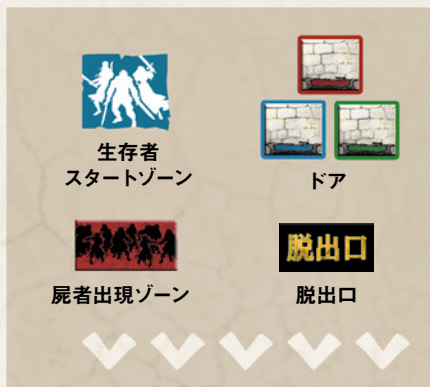 生存者
スタートゾーン
ドア
屍者出現ゾーン
脱出口
脱出口